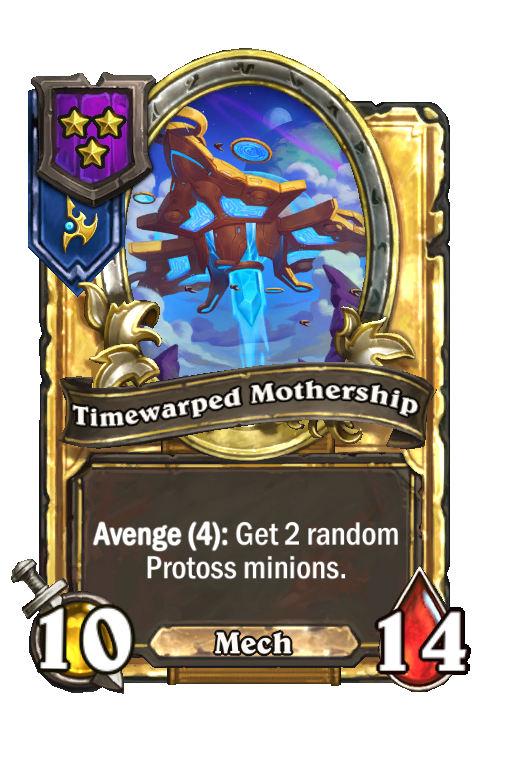 Timewarped Mothership
Avenge (4): Get 2 random
Protoss minions.
10
Mech
14